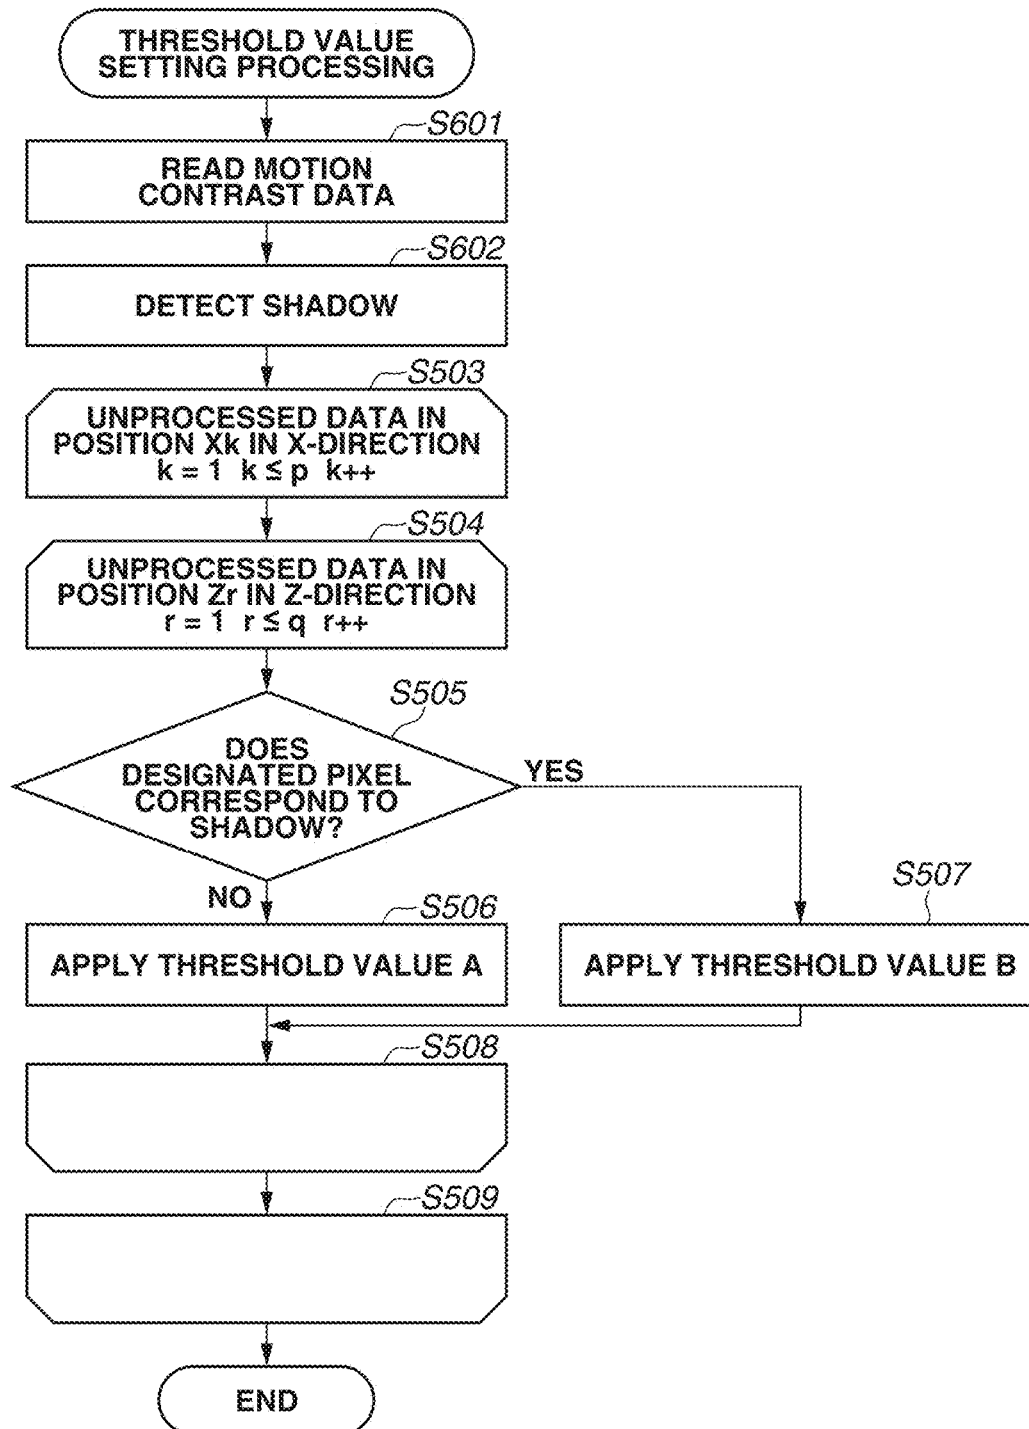 THRESHOLD VALUE
SETTING PROCESSING
S601
READ MOTION
CONTRAST DATA
S602
DETECT SHADOW
S503
UNPROCESSED DATA IN
POSITION Xk IN X-DIRECTION
k = 1 k ≤ p k++
S504
UNPROCESSED DATA IN
POSITION Zr IN Z-DIRECTION
r = 1 r ≤ q r++
S505
DOES
DESIGNATED PIXEL
CORRESPOND TO
SHADOW?
YES
NO
S506
APPLY THRESHOLD VALUE A
S507
APPLY THRESHOLD VALUE B
S508
S509
END